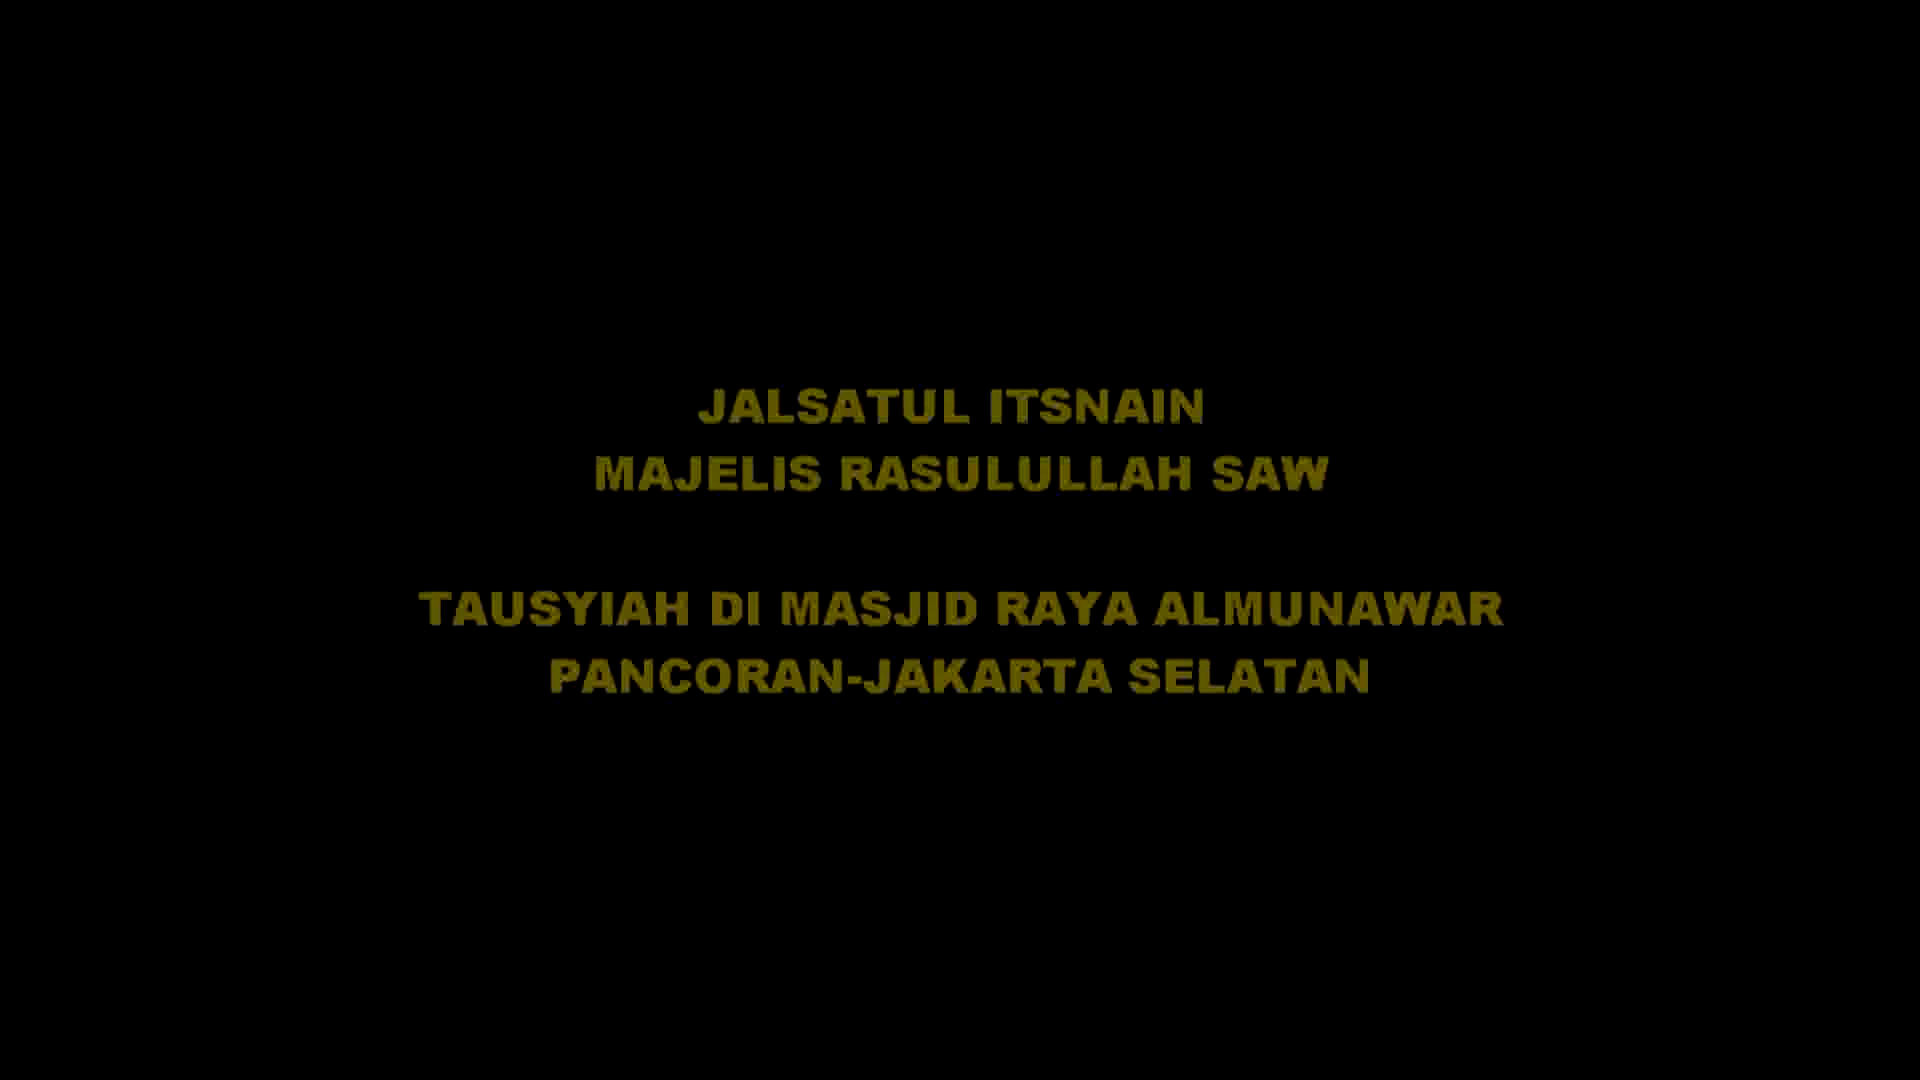 JALSATUL ITSNAIN
MAJELIS RASULULLAH SAW
TAUSYIAH DI MASJID RAYA ALMUNAWAR
PANCORAN-JAKARTA SELATAN